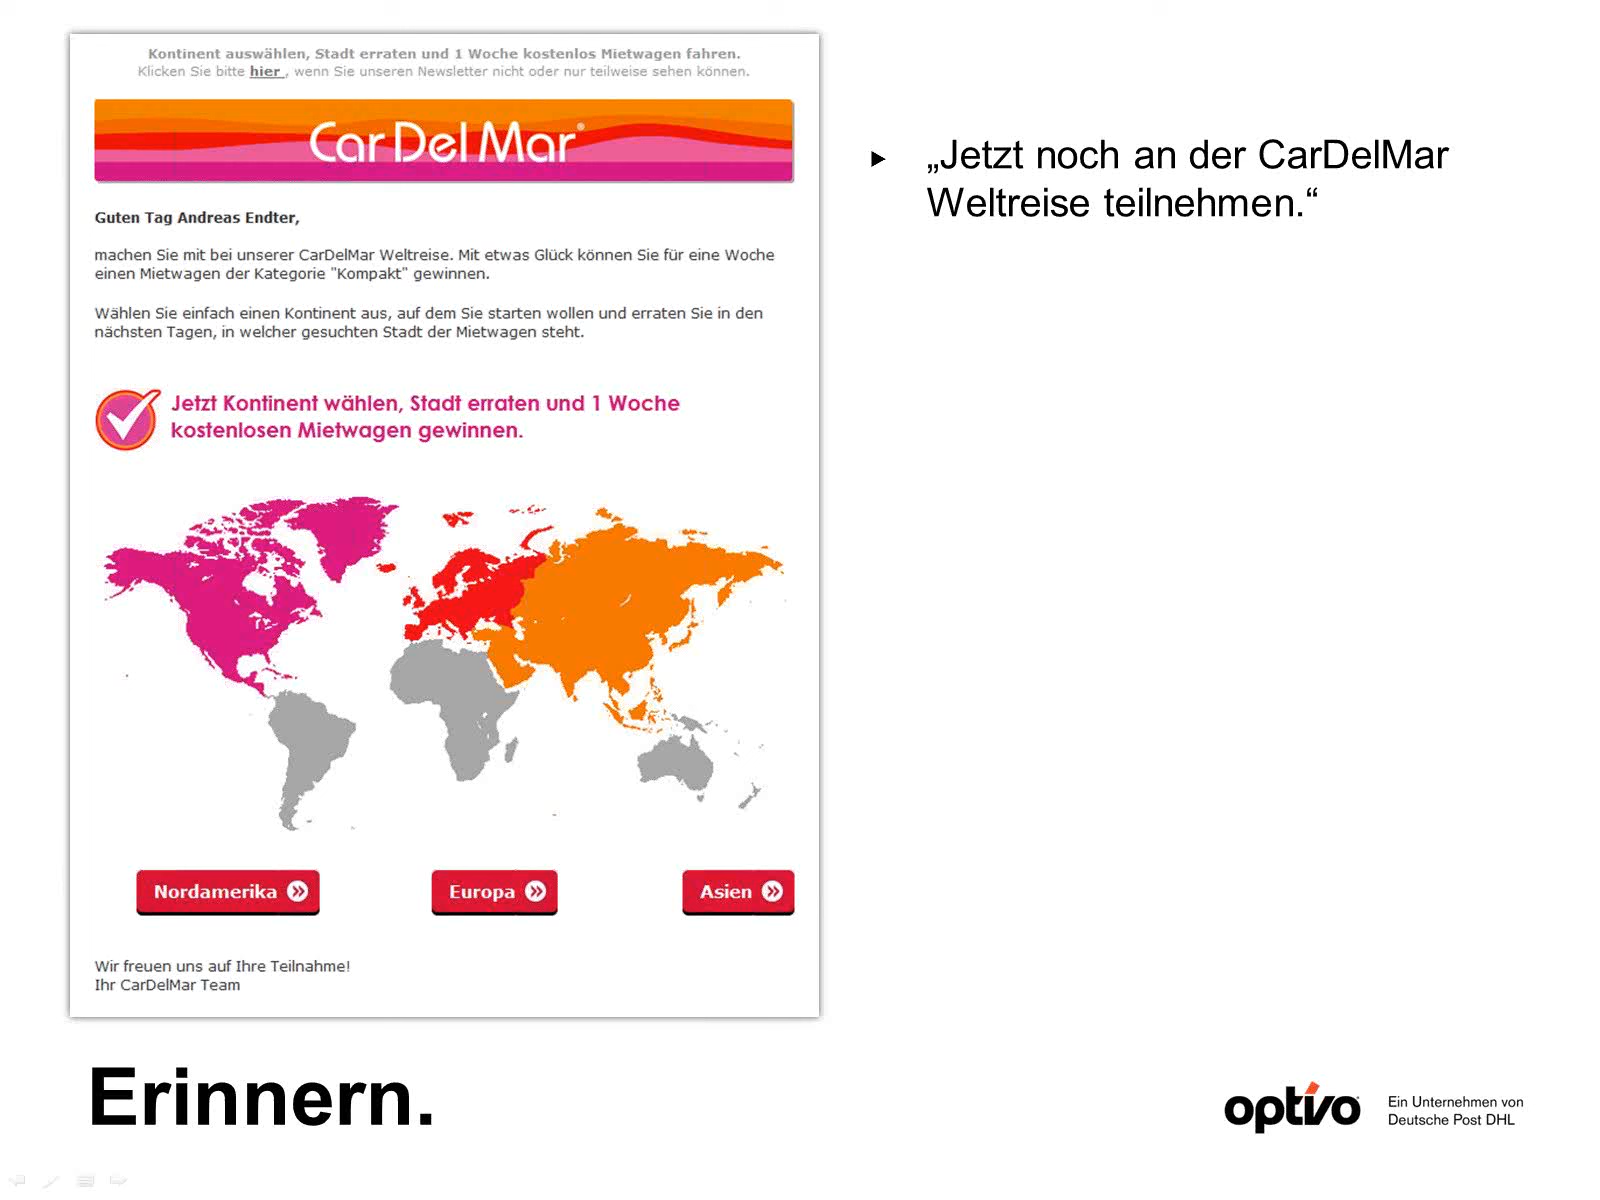 Kontinent auswählen, Stadt erraten und 1 Woche kostenlos Mietwagen fahren.
Klicken Sie bitte hier , wenn Sie unseren Newsletter nicht oder nur teilweise sehen können.
Car Del Mar®
Guten Tag Andreas Endter,
machen Sie mit bei unserer CarDelMar Weltreise. Mit etwas Glück können Sie für eine Woche
einen Mietwagen der Kategorie "Kompakt" gewinnen.
Wählen Sie einfach einen Kontinent aus, auf dem Sie starten wollen und erraten Sie in den
nächsten Tagen, in welcher gesuchten Stadt der Mietwagen steht.
Jetzt Kontinent wählen, Stadt erraten und 1 Woche
kostenlosen Mietwagen gewinnen.
Nordamerika
Europa
Asien
Wir freuen uns auf Ihre Teilnahme!
Ihr CarDelMar Team
„Jetzt noch an der CarDelMar
Weltreise teilnehmen.“
Erinnern.
optivo
Ein Unternehmen von
Deutsche Post DHL